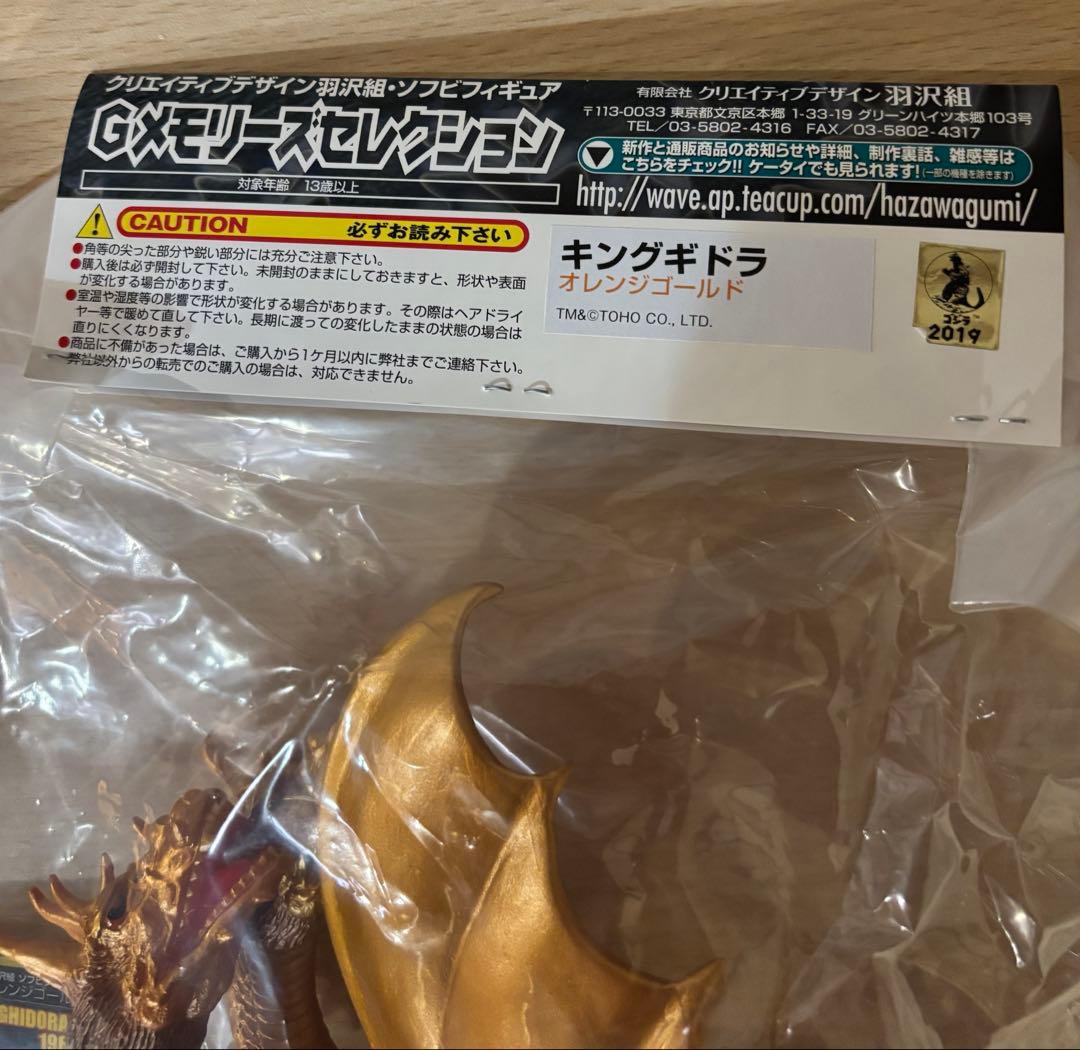 クリエイティブデザイン羽沢組・ソフビフィギュア
Gメモリーズセレクション
対象年齢 13歳以上
有限会社 クリエイティブデザイン 羽沢組
〒113-0033 東京都文京区本郷 1-33-19 グリーンハイツ本郷103号
TEL/03-5802-4316 FAX/03-5802-4317
新作と通販商品のお知らせや詳細、制作裏話、雑感等は
こちらをチェック!! ケータイでも見られます!(一部の機種を除きます)
http://wave.ap.teacup.com/hazawagumi/
CAUTION 必ずお読み下さい
●角等の尖った部分や鋭い部分には充分ご注意下さい。
●購入後は必ず開封して下さい。未開封のままにしておきますと、形状や表面
が変化する場合があります。
●室温や湿度等の影響で形状が変化する場合があります。その際はヘアドライ
ヤー等で暖めて直して下さい。長期に渡っての変化したままの状態の場合は
直りにくくなります。
●商品に不備があった場合は、ご購入から1ケ月以内に弊社までご連絡下さい。
弊社以外からの転売でのご購入の場合は、対応できません。
キングギドラ
オレンジゴールド
TM&©TOHO CO., LTD.
ゴジラ
2019
沢組 ソフビ
レンジゴール
GHIDORA
196